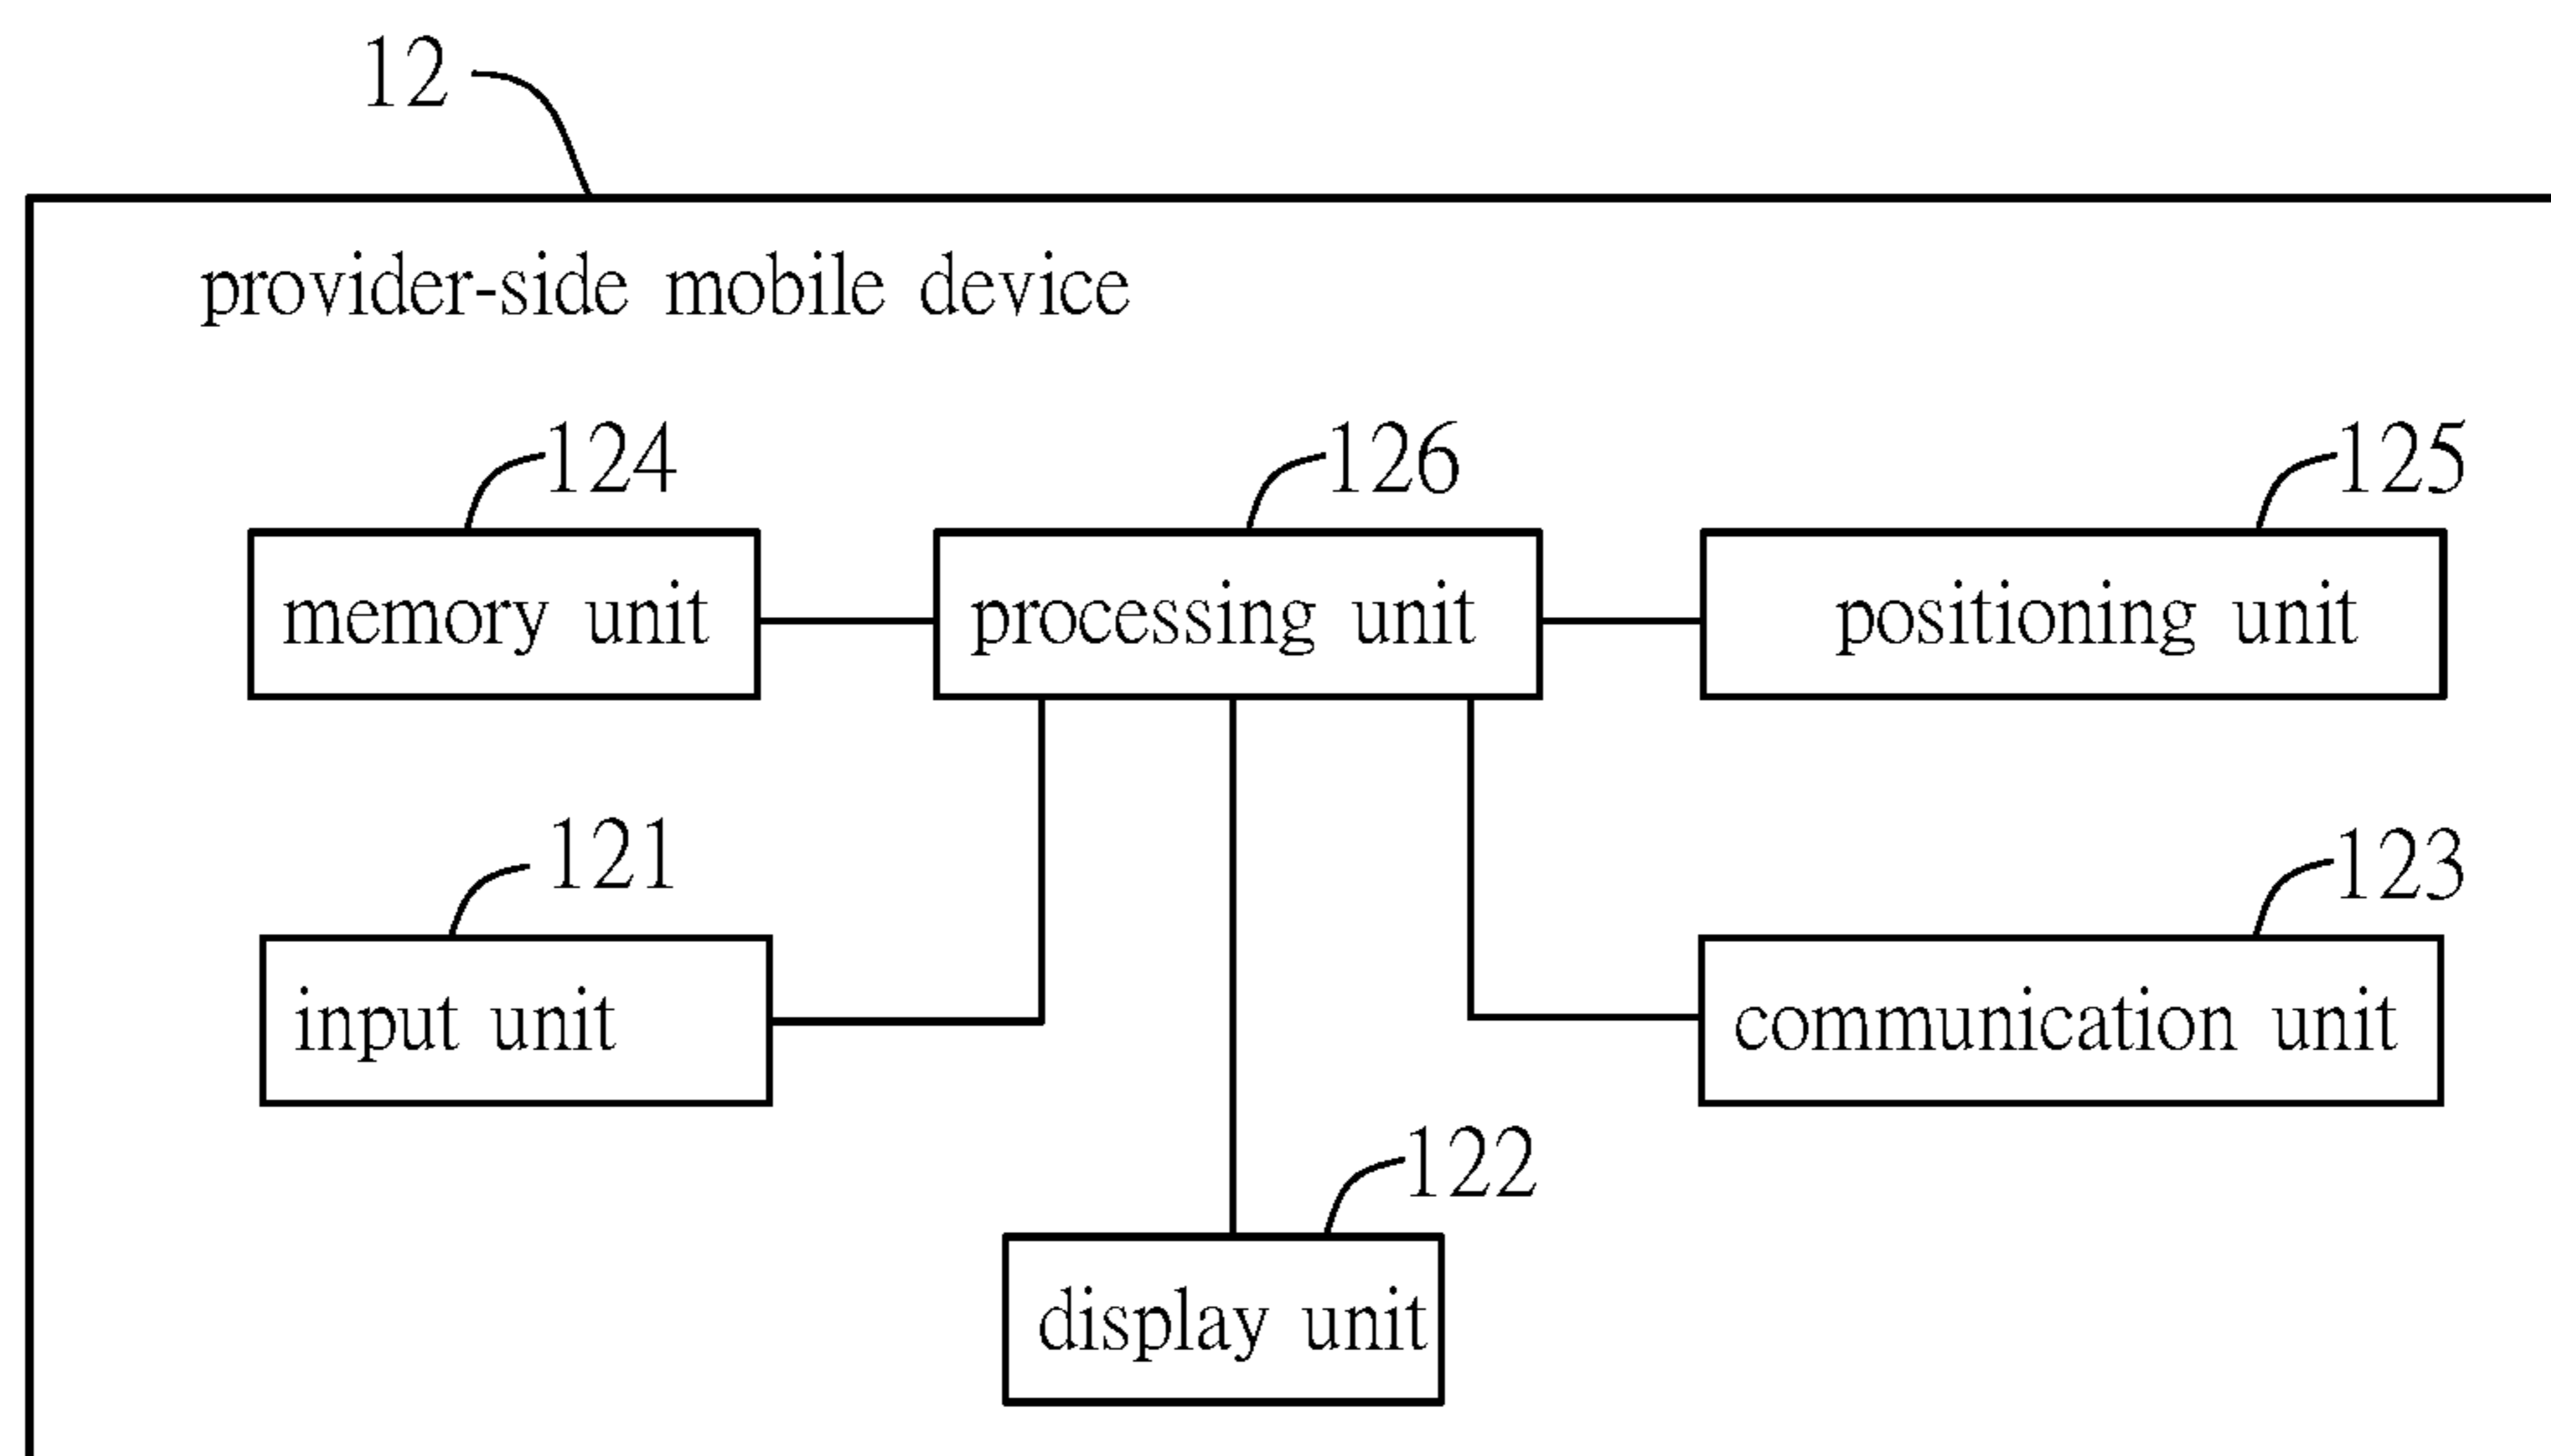 12
provider-side mobile device
124
126
125
memory unit
processing unit
positioning unit
121
123
input unit
communication unit
122
display unit